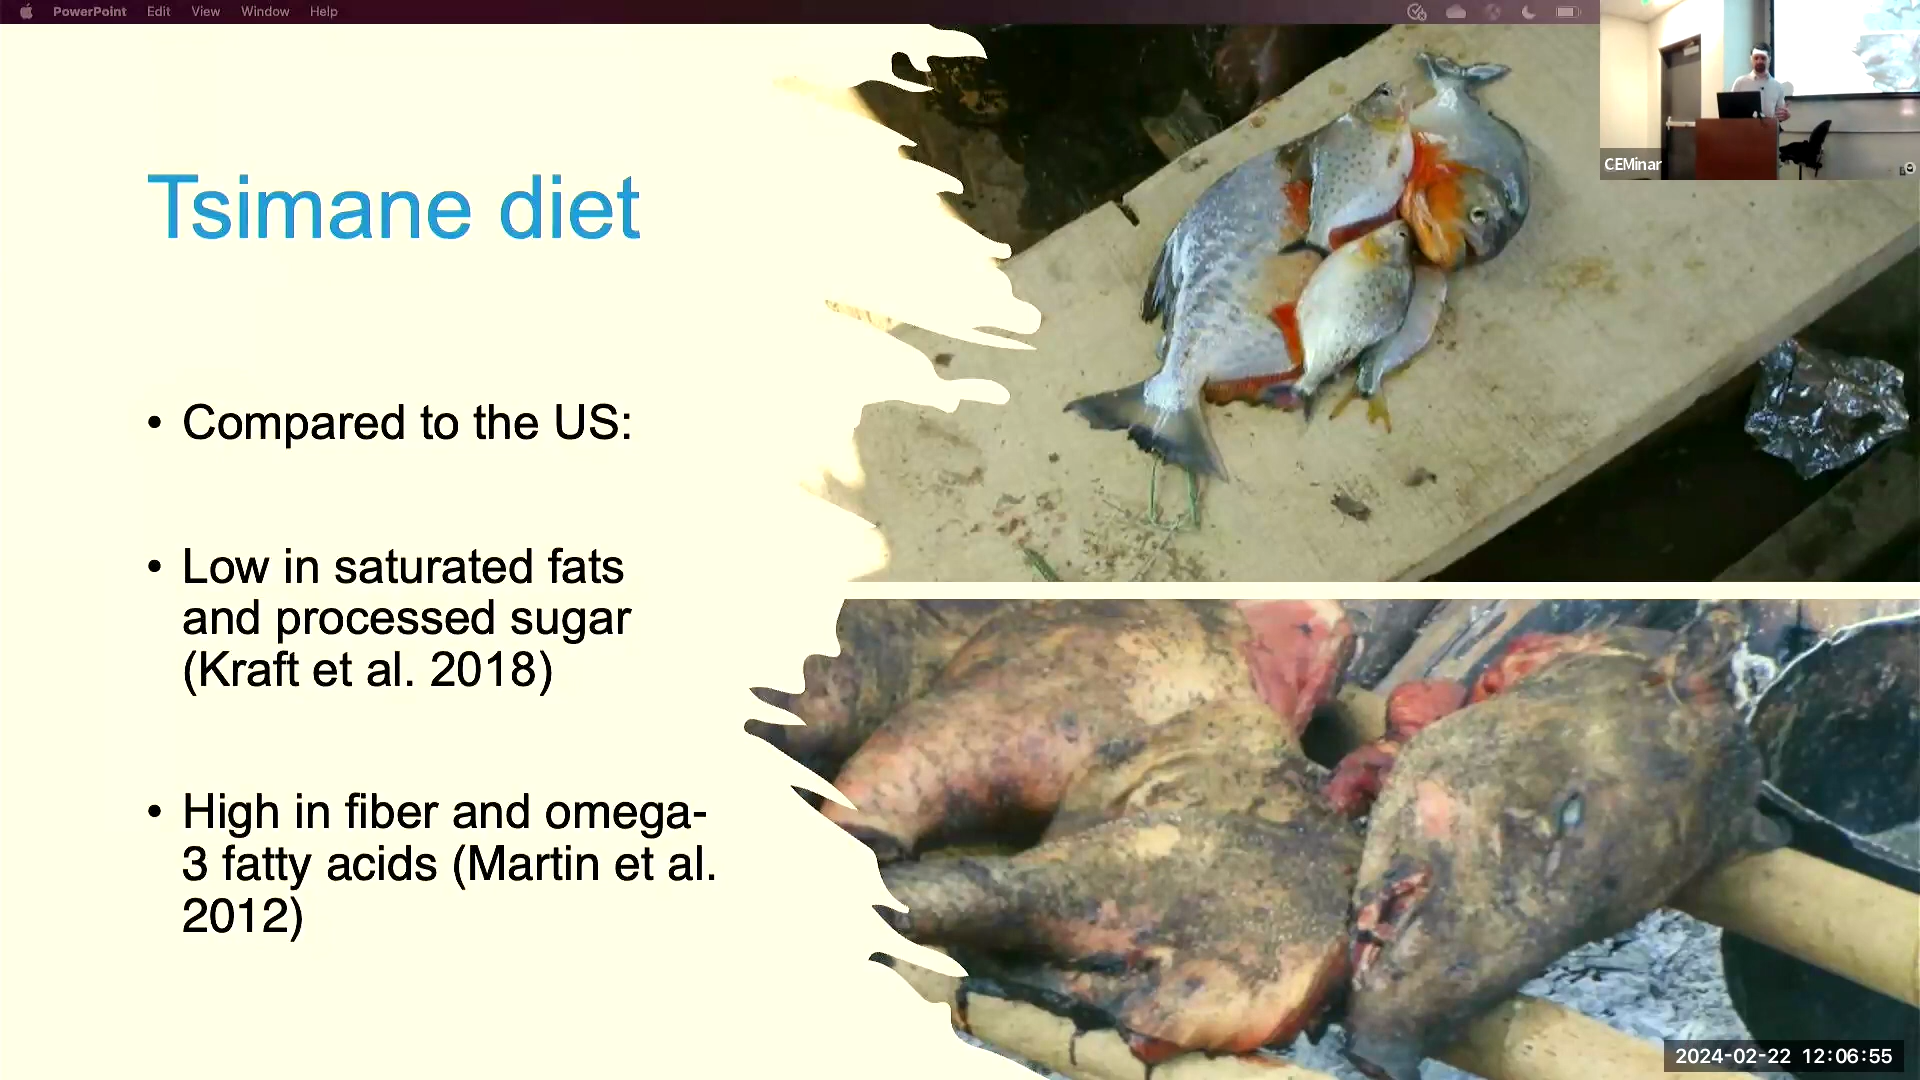 PowerPoint Edit View Window Help
CEMinar
Tsimane diet
• Compared to the US:
• Low in saturated fats
and processed sugar
(Kraft et al. 2018)
• High in fiber and omega-
3 fatty acids (Martin et al.
2012)
2024-02-22 12:06:55